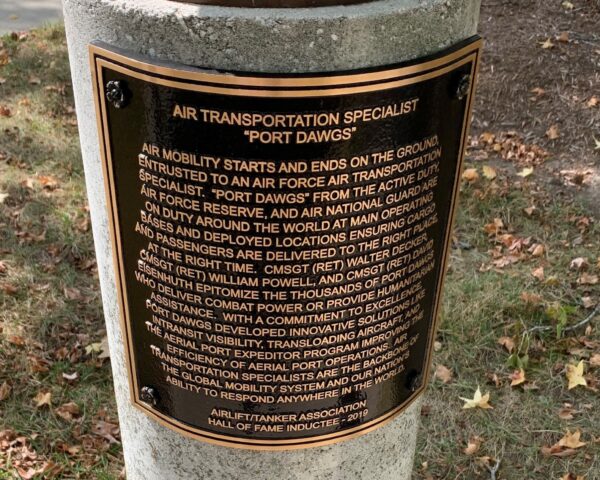 AIR TRANSPORTATION SPECIALIST
"PORT DAWGS"
AIR MOBILITY STARTS AND ENDS ON THE GROUND,
ENTRUSTED TO AN AIR FORCE AIR TRANSPORTATION
SPECIALIST. "PORT DAWGS" FROM THE ACTIVE DUTY,
AIR FORCE RESERVE, AND AIR NATIONAL GUARD ARE
ON DUTY AROUND THE WORLD AT MAIN OPERATING
BASES AND DEPLOYED LOCATIONS ENSURING CARGO
AND PASSENGERS ARE DELIVERED TO THE RIGHT PLACE,
AT THE RIGHT TIME. CMSGT (RET) WALTER DECKER,
CMSGT (RET) WILLIAM POWELL, AND CMSGT (RET) DAVID
EISENHUTH EPITOMIZE THE THOUSANDS OF PORT DAWGS
WHO DELIVER COMBAT POWER OR PROVIDE HUMANITARIAN
ASSISTANCE. WITH A COMMITMENT TO EXCELLENCE,
PORT DAWGS DEVELOPED INNOVATIVE SOLUTIONS LIKE
INTRANSIT VISIBILITY, TRANSLOADING AIRCRAFT, AND
THE AERIAL PORT EXPEDITOR PROGRAM IMPROVING THE
EFFICIENCY OF AERIAL PORT OPERATIONS. AIR
TRANSPORTATION SPECIALISTS ARE THE BACKBONE OF
THE GLOBAL MOBILITY SYSTEM AND OUR NATION'S
ABILITY TO RESPOND ANYWHERE IN THE WORLD.
AIRLIFT/TANKER ASSOCIATION
HALL OF FAME INDUCTEE - 2019